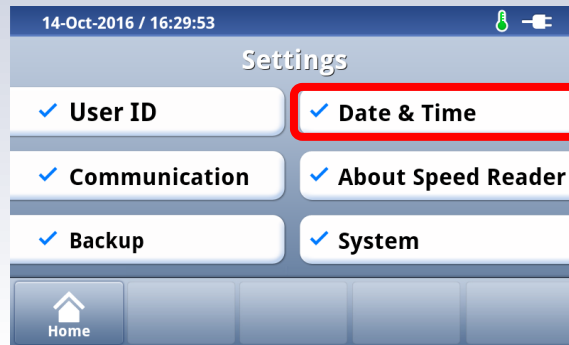 14-Oct-2016 / 16:29:53
Settings
User ID
Date & Time
Communication
About Speed Reader
Backup
System
Home